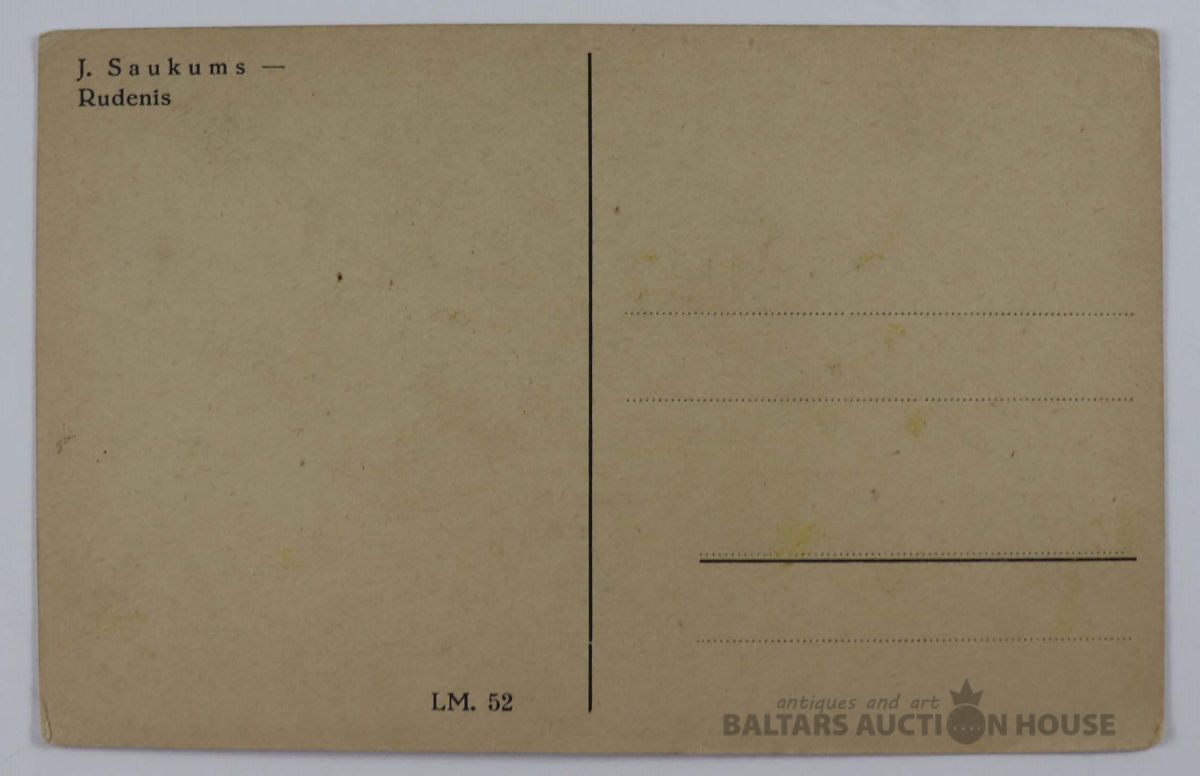 J. Saukums —
Rudenis
LM. 52
antiques and art
BALTARS AUCTION HOUSE